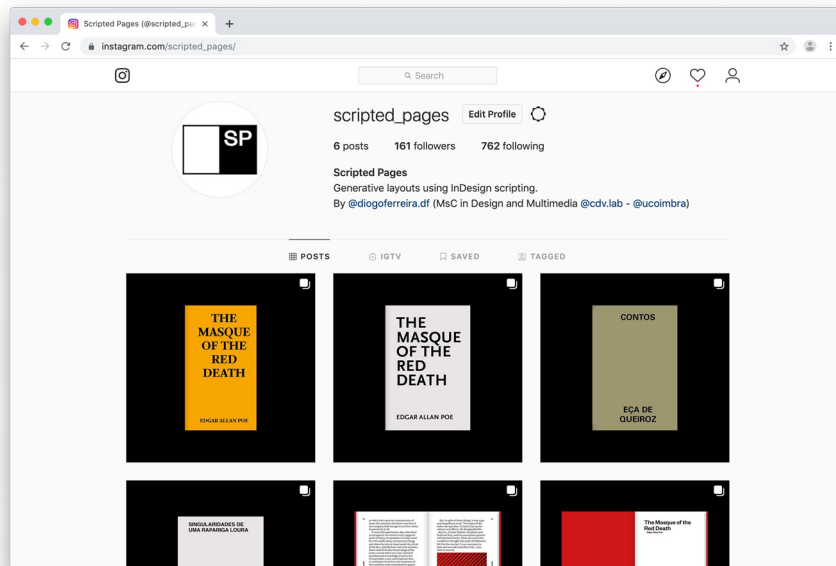 Scripted Pages (@scripted_pa
instagram.com/scripted_pages/
Search
SP
scripted_pages
Edit Profile
6 posts 161 followers 762 following
Scripted Pages
Generative layouts using InDesign scripting.
By @diogoferreira.df (MsC in Design and Multimedia @cdv.lab - @ucoimbra)
POSTS IGTV SAVED TAGGED
THE
MASQUE
OF THE
RED
DEATH
EDGAR ALLAN POE
THE
MASQUE
OF THE
RED
DEATH
EDGAR ALLAN POE
CONTOS
EÇA DE
QUEIROZ
SINGULARIDADES DE
UMA RAPARIGA LOURA
The Masque of the
Red Death